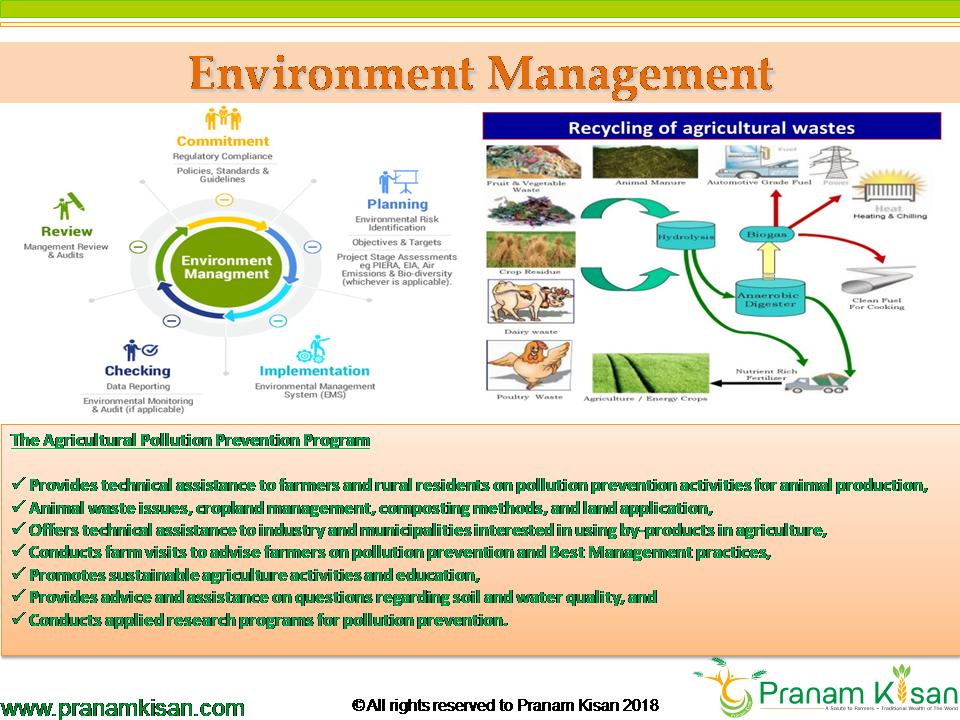 Environment Management
Commitment
Regulatory Compliance
Policies, Standards &
Guidelines
Planning
Environmental Risk
Identification
Objectives & Targets
Project Stage Assessments
eg PIERA, EIA, Air
Emissions & Bio-diversity
(whichever is applicable).
Implementation
Environmental Management
System (EMS)
Checking
Data Reporting
Environmental Monitoring
& Audit (if applicable)
Review
Mangement Review
& Audits
Environment
Managment
Recycling of agricultural wastes
Fruit & Vegetable
Waste
Animal Manure
Fuel
Automotive Grade Fuel
Power
Heat
Heating & Chilling
Hydrolysis
Biogas
Crop Residue
Anaerobic
Digester
Clean Fuel
For Cooking
Dairy waste
Nutrient Rich
Fertilizer
Poultry Waste
Agriculture / Energy Crops
The Agricultural Pollution Prevention Program
✓ Provides technical assistance to farmers and rural residents on pollution prevention activities for animal production,
✓ Animal waste issues, cropland management, composting methods, and land application,
✓ Offers technical assistance to industry and municipalities interested in using by-products in agriculture,
✓ Conducts farm visits to advise farmers on pollution prevention and Best Management practices,
✓ Promotes sustainable agriculture activities and education,
✓ Provides advice and assistance on questions regarding soil and water quality, and
✓ Conducts applied research programs for pollution prevention.
www.pranamkisan.com
©All rights reserved to Pranam Kisan 2018
Pranam Kisan
A Salute to Farmers – Traditional Wealth of The World